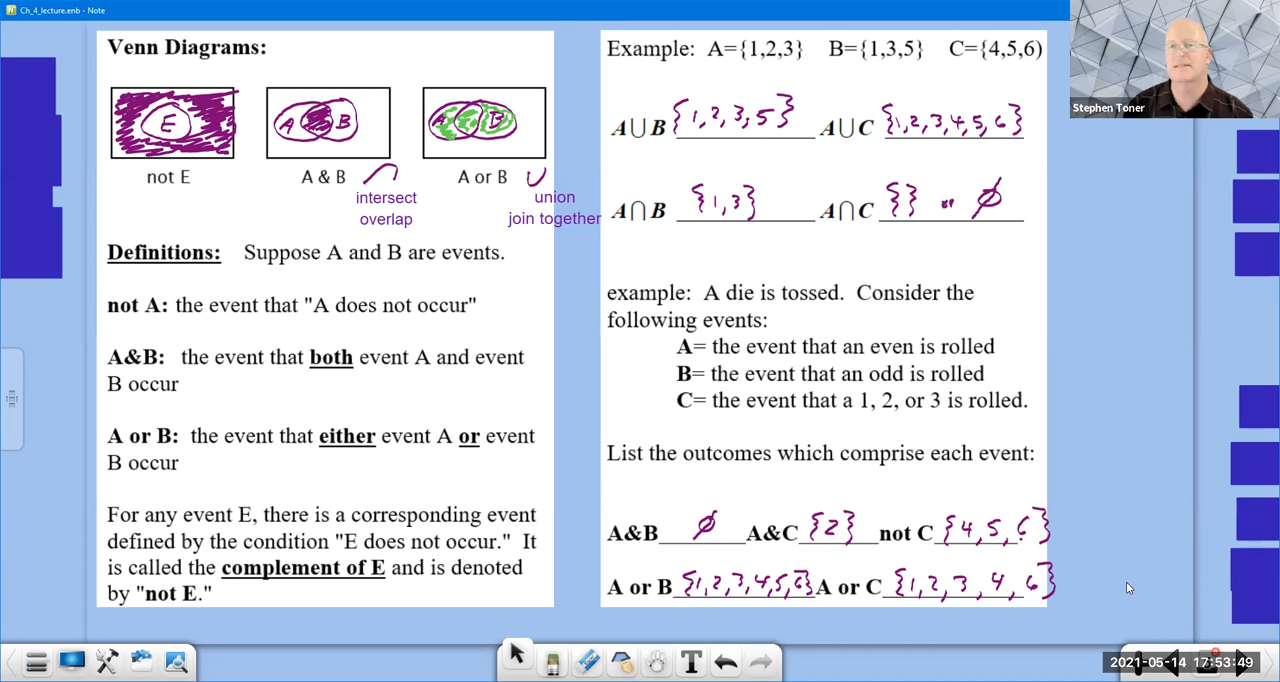 Ch_4_lecture.enb - Note
Stephen Toner
Venn Diagrams:
E
A B
A B
not E
A & B ∩
A or B ∪
intersect
overlap
union
join together
Definitions: Suppose A and B are events.
not A: the event that "A does not occur"
A&B: the event that both event A and event
B occur
A or B: the event that either event A or event
B occur
For any event E, there is a corresponding event
defined by the condition "E does not occur." It
is called the complement of E and is denoted
by "not E."
Example: A={1,2,3} B={1,3,5} C={4,5,6)
A∪B {1,2,3,5} A∪C {1,2,3,4,5,6}
A∩B {1,3} A∩C {} or ∅
example: A die is tossed. Consider the
following events:
A= the event that an even is rolled
B= the event that an odd is rolled
C= the event that a 1, 2, or 3 is rolled.
List the outcomes which comprise each event:
A&B ∅ A&C {2} not C {4,5,6}
A or B {1,2,3,4,5,6} A or C {1,2,3,4,6}
T
2021-05-14 17:53:49